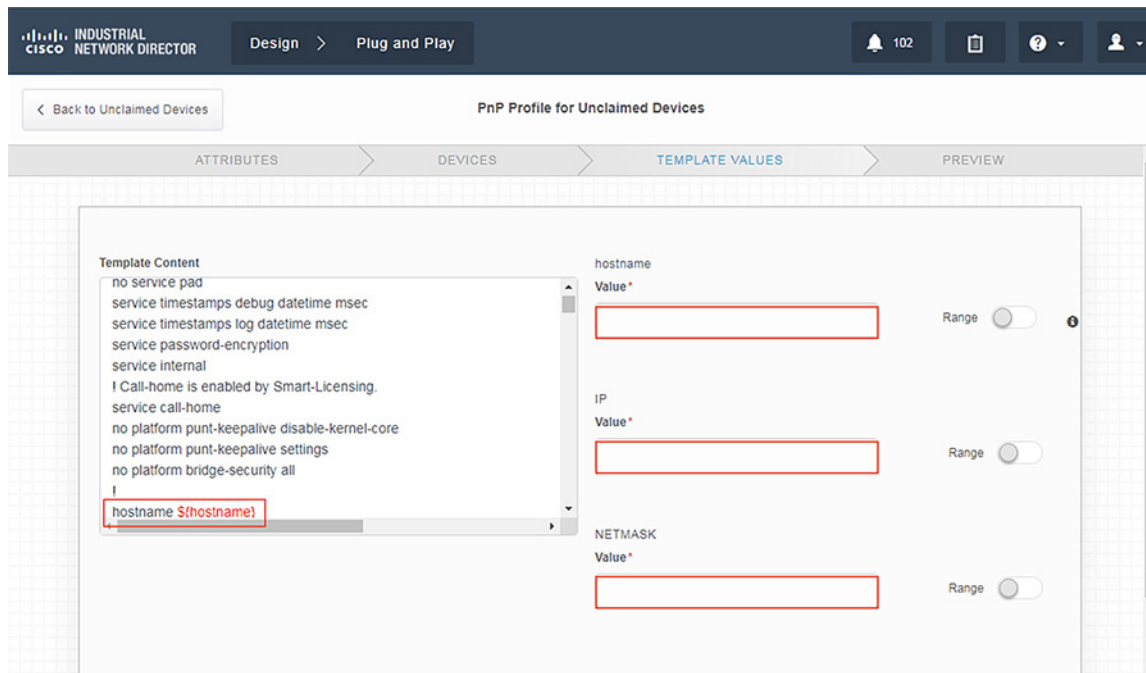 INDUSTRIAL
CISCO NETWORK DIRECTOR
Design > Plug and Play
102
?
< Back to Unclaimed Devices
PnP Profile for Unclaimed Devices
ATTRIBUTES
DEVICES
TEMPLATE VALUES
PREVIEW
Template Content
no service pad
service timestamps debug datetime msec
service timestamps log datetime msec
service password-encryption
service internal
! Call-home is enabled by Smart-Licensing.
service call-home
no platform punt-keepalive disable-kernel-core
no platform punt-keepalive settings
no platform bridge-security all
!
hostname ${hostname}
hostname
Value*
Range
IP
Value*
Range
NETMASK
Value*
Range